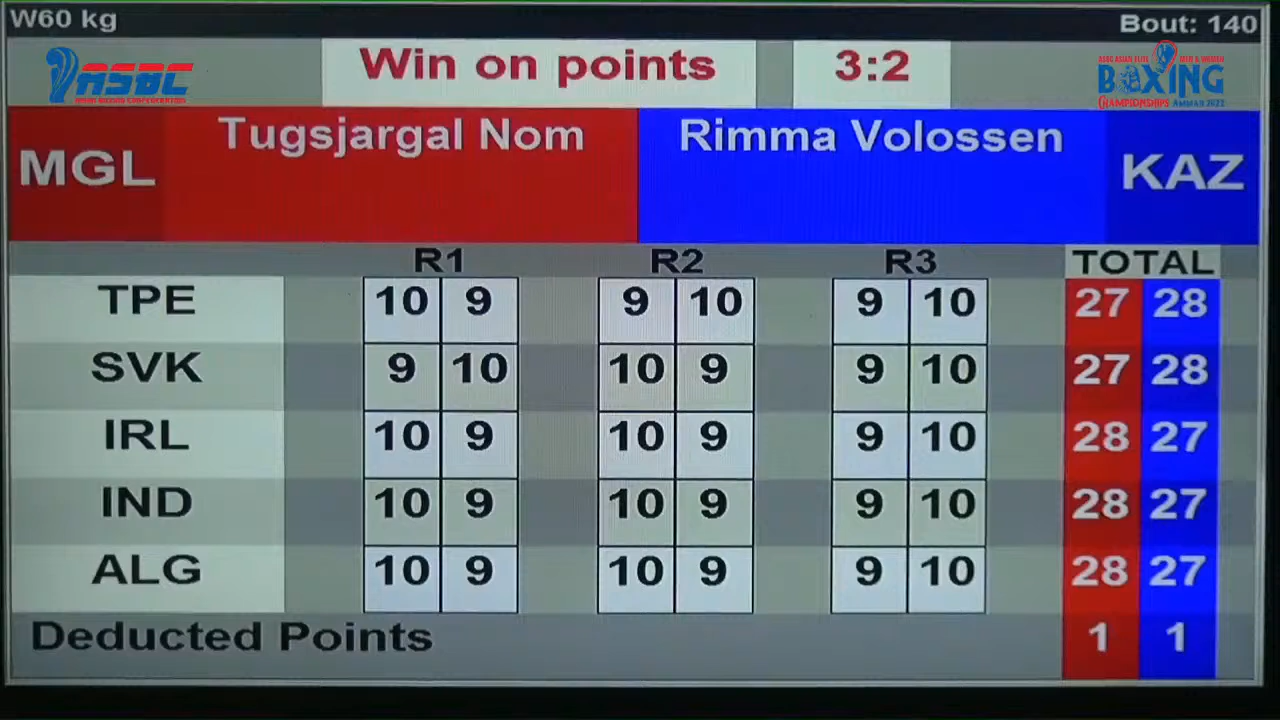 W60 kg Bout: 140
ASBC
Win on points 3:2
BOXING
CHAMPIONSHIPS AMMAN 2022
Tugsjargal Nom Rimma Volossen
MGL KAZ
R1 R2 R3 TOTAL
TPE 10 9 9 10 9 10 27 28
SVK 9 10 10 9 9 10 27 28
IRL 10 9 10 9 9 10 28 27
IND 10 9 10 9 9 10 28 27
ALG 10 9 10 9 9 10 28 27
Deducted Points 1 1